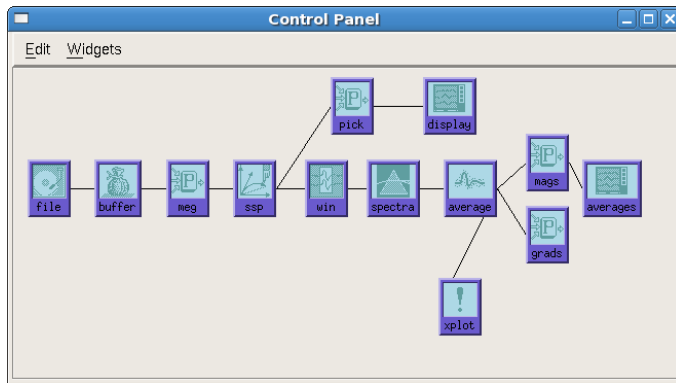 Control Panel
Edit Widgets
P
pick display
P
file buffer meg ssp win spectra average mags averages
P
grads
!
xplot